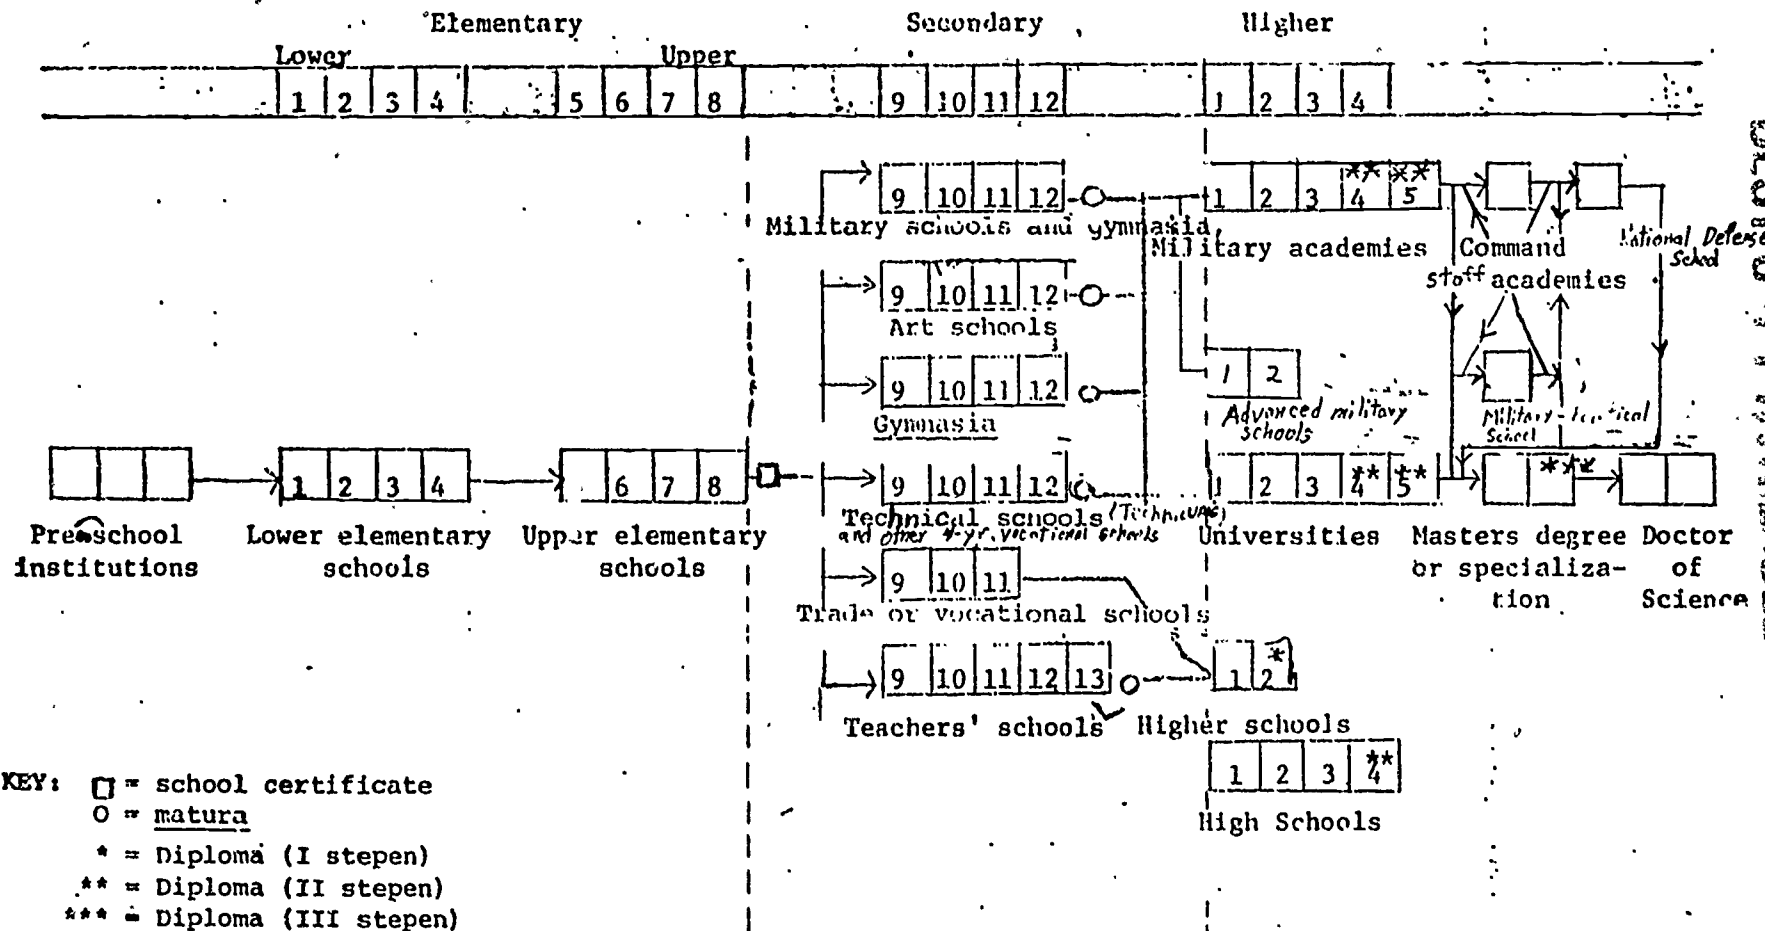 Elementary Secondary Higher
Lower Upper
1 2 3 4 5 6 7 8 9 10 11 12 1 2 3 4
9 10 11 12 1 2 3 4** 5**
Military schools and gymnasia
Military academies
Command
staff academies
National Defense
School
9 10 11 12
Art schools
9 10 11 12 1 2
Gymnasia
Advanced military
schools
School
1 2 3 4 6 7 8 9 10 11 12 1 2 3 4** 5** ***
Preschool
institutions
Lower elementary
schools
Upper elementary
schools
Technical schools
and other 4-yr. vocational schools
Universities
Masters degree
or specializa-
tion
Doctor
of
Science
9 10 11
Trade or vocational schools
9 10 11 12 13 1 2*
Teachers' schools
Higher schools
1 2 3 4**
High Schools
KEY: □ = school certificate
O = matura
* = Diploma (I stepen)
** = Diploma (II stepen)
*** = Diploma (III stepen)